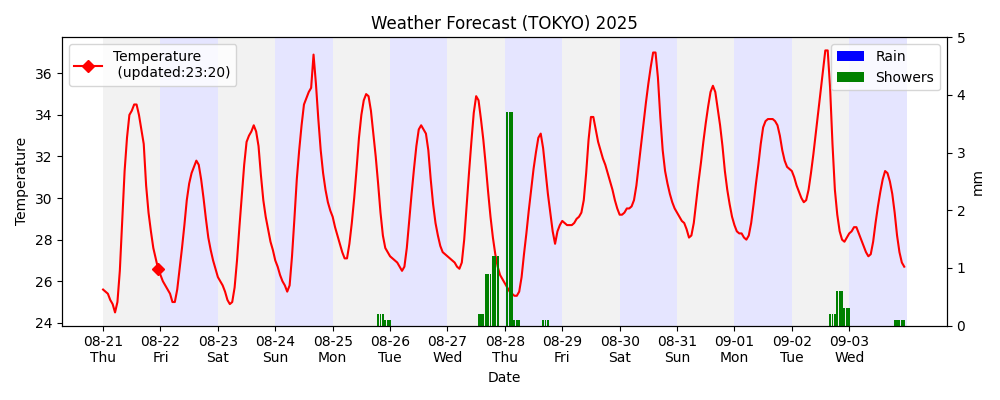 Weather Forecast (TOKYO) 2025
Temperature
(updated:23:20)
Rain
Showers
Temperature
36
34
32
30
28
26
24
5
4
3
2
1
0
mm
08-21 08-22 08-23 08-24 08-25 08-26 08-27 08-28 08-29 08-30 08-31 09-01 09-02 09-03
Thu Fri Sat Sun Mon Tue Wed Thu Fri Sat Sun Mon Tue Wed
Date